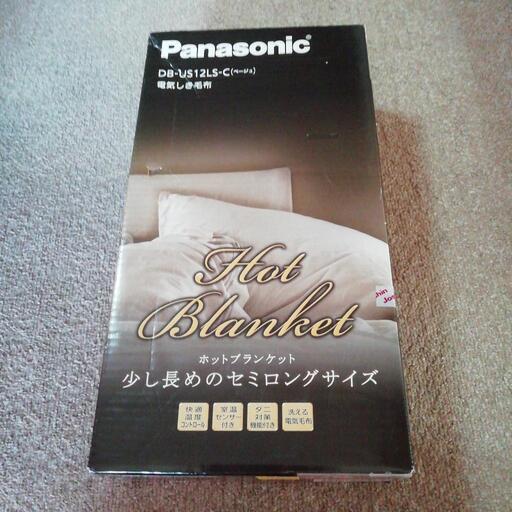 Panasonic
DB-US12LS-C(ベージュ)
電気しき毛布
Hot
Blanket
ホットブランケット
少し長めのセミロングサイズ
快適
温度
コントロール
室温
センサー
付き
ダニ
対策
機能付き
洗える
電気毛布